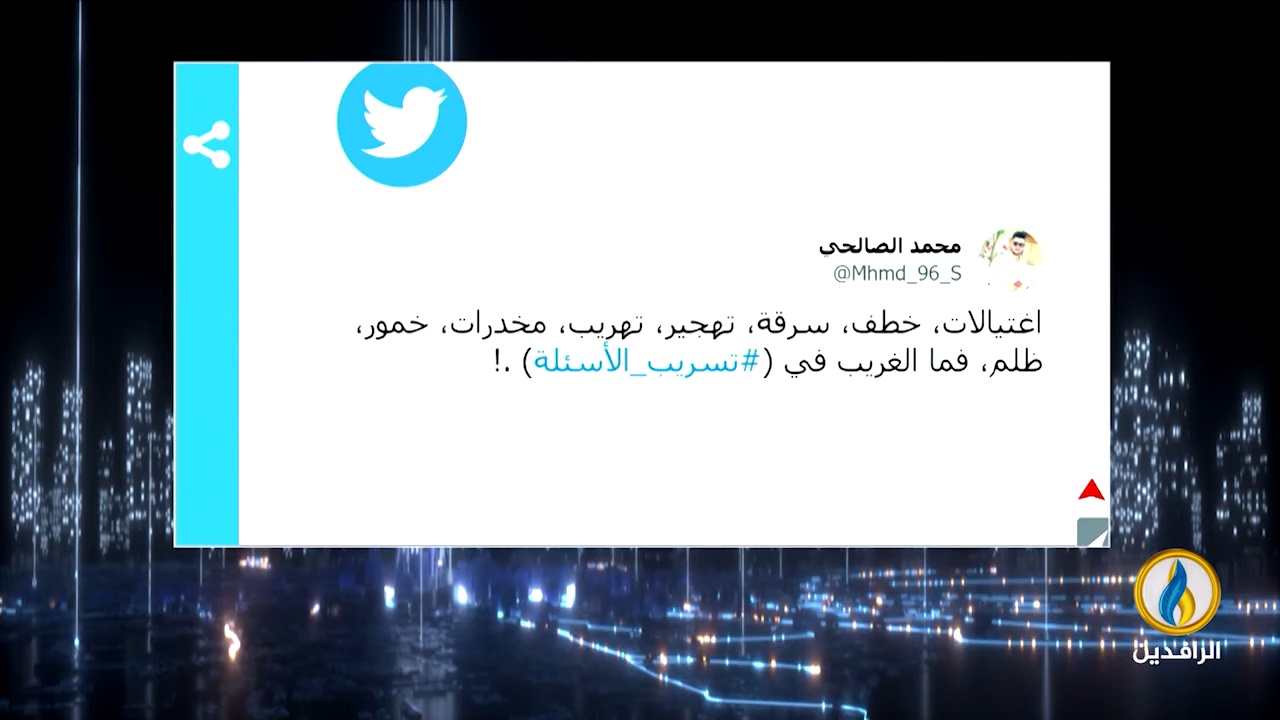 محمد الصالحي
@Mhmd_96_S
اغتيالات، خطف، سرقة، تهجير، تهريب، مخدرات، خمور،
ظلم، فما الغريب في (#تسريب_الأسئلة) .!
الرافدين